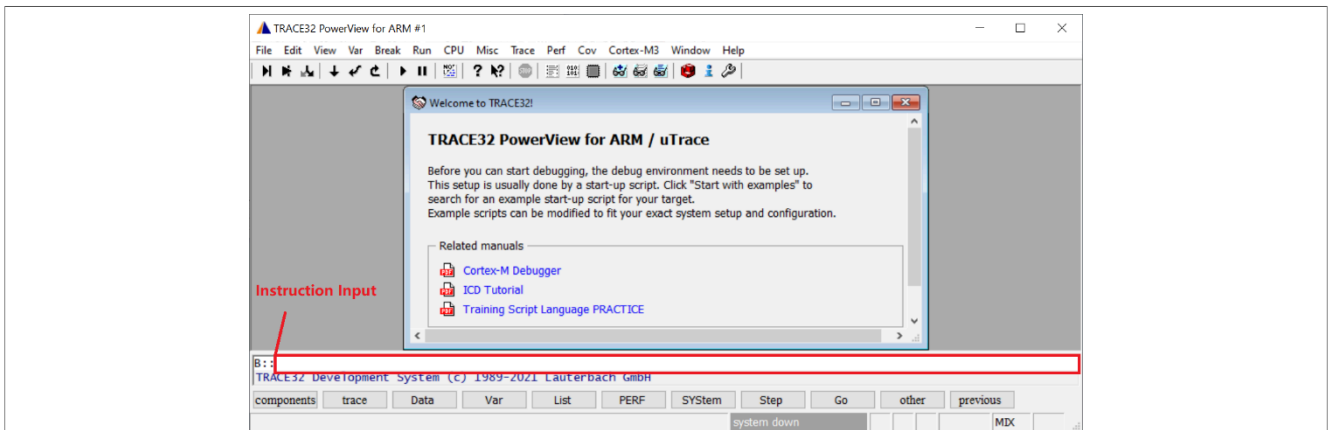 TRACE32 PowerView for ARM #1
File Edit View Var Break Run CPU Misc Trace Perf Cov Cortex-M3 Window Help
Welcome to TRACE32!
TRACE32 PowerView for ARM / uTrace
Before you can start debugging, the debug environment needs to be set up.
This setup is usually done by a start-up script. Click "Start with examples" to
search for an example start-up script for your target.
Example scripts can be modified to fit your exact system setup and configuration.
Related manuals
Cortex-M Debugger
ICD Tutorial
Training Script Language PRACTICE
Instruction Input
B::
TRACE32 Development System (c) 1989-2021 Lauterbach GmbH
components trace Data Var List PERF SYStem Step Go other previous
system down MIX